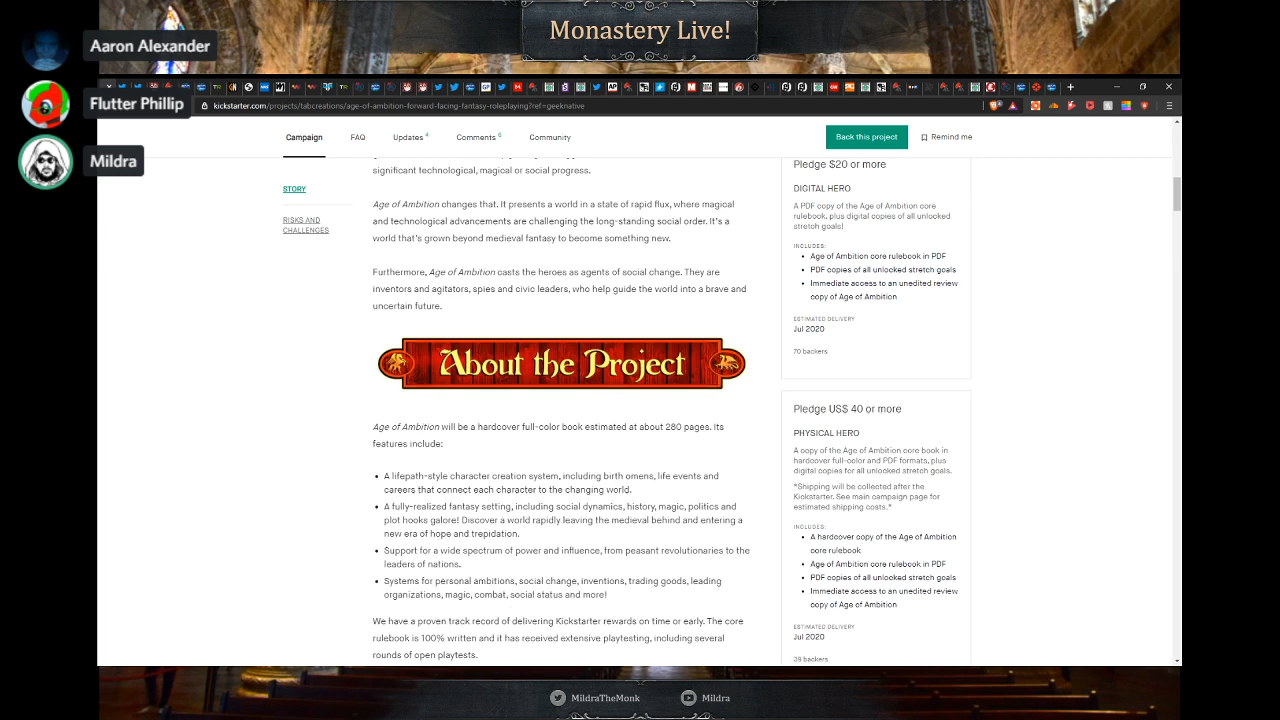 Monastery Live!
Aaron Alexander
Flutter Phillip
Mildra
kickstarter.com/projects/tabcreations/age-of-ambition-forward-facing-fantasy-roleplaying?ref=geeknative
Campaign
FAQ
Updates 4
Comments 6
Community
Back this project
Remind me
STORY
RISKS AND
CHALLENGES
significant technological, magical or social progress.
Age of Ambition changes that. It presents a world in a state of rapid flux, where magical
and technological advancements are challenging the long-standing social order. It's a
world that's grown beyond medieval fantasy to become something new.
Furthermore, Age of Ambition casts the heroes as agents of social change. They are
inventors and agitators, spies and civic leaders, who help guide the world into a brave and
uncertain future.
About the Project
Age of Ambition will be a hardcover full-color book estimated at about 280 pages. Its
features include:
• A lifepath-style character creation system, including birth omens, life events and
careers that connect each character to the changing world.
• A fully-realized fantasy setting, including social dynamics, history, magic, politics and
plot hooks galore! Discover a world rapidly leaving the medieval behind and entering a
new era of hope and trepidation.
• Support for a wide spectrum of power and influence, from peasant revolutionaries to the
leaders of nations.
• Systems for personal ambitions, social change, inventions, trading goods, leading
organizations, magic, combat, social status and more!
We have a proven track record of delivering Kickstarter rewards on time or early. The core
rulebook is 100% written and it has received extensive playtesting, including several
rounds of open playtests.
Pledge $20 or more
DIGITAL HERO
A PDF copy of the Age of Ambition core
rulebook, plus digital copies of all unlocked
stretch goals!
INCLUDES:
• Age of Ambition core rulebook in PDF
• PDF copies of all unlocked stretch goals
• Immediate access to an unedited review
copy of Age of Ambition
ESTIMATED DELIVERY
Jul 2020
70 backers
Pledge US$ 40 or more
PHYSICAL HERO
A copy of the Age of Ambition core book in
hardcover full-color and PDF formats, plus
digital copies for all unlocked stretch goals.
*Shipping will be collected after the
Kickstarter. See main campaign page for
estimated shipping costs.*
INCLUDES:
• A hardcover copy of the Age of Ambition
core rulebook
• Age of Ambition core rulebook in PDF
• PDF copies of all unlocked stretch goals
• Immediate access to an unedited review
copy of Age of Ambition
ESTIMATED DELIVERY
Jul 2020
39 backers
MildraTheMonk
Mildra